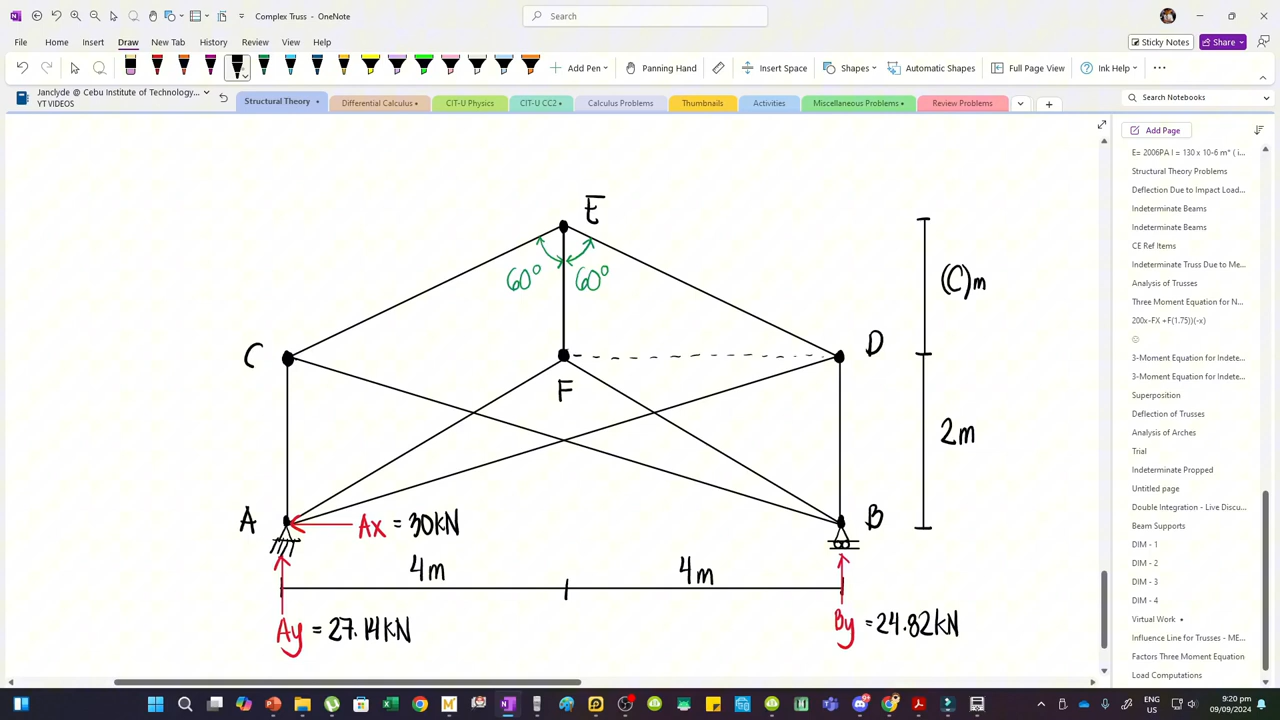 Complex Truss - OneNote
Search
File Home Insert Draw New Tab History Review View Help
Sticky Notes
Share
Add Pen
Panning Hand
Insert Space
Shapes
Automatic Shapes
Full Page View
Ink Help
Janclyde @ Cebu Institute of Technology...
YT VIDEOS
Structural Theory
Differential Calculus
CIT-U Physics
CIT-U CC2
Calculus Problems
Thumbnails
Activities
Miscellaneous Problems
Review Problems
Search Notebooks
Add Page
E= 2006PA I = 130 x 10-6 m* ( i...
Structural Theory Problems
Deflection Due to Impact Load...
Indeterminate Beams
Indeterminate Beams
CE Ref Items
Indeterminate Truss Due to Me...
Analysis of Trusses
Three Moment Equation for N...
200x-FX +F(1.75))(-x)
3-Moment Equation for Indete...
3-Moment Equation for Indete...
Superposition
Deflection of Trusses
Analysis of Arches
Trial
Indeterminate Propped
Untitled page
Double Integration - Live Discu...
Beam Supports
DIM - 1
DIM - 2
DIM - 3
DIM - 4
Virtual Work
Influence Line for Trusses - ME...
Factors Three Moment Equation
Load Computations
E
60° 60°
(C)m
C
D
F
2m
A
Ax = 30kN
B
4m
4m
Ay = 27.14kN
By = 24.82kN
ENG
US
9:20 pm
09/09/2024